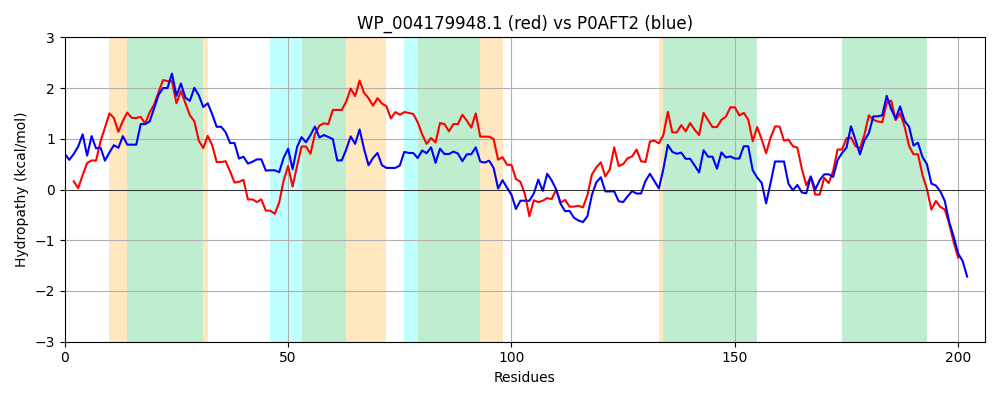 WP_004179948.1 (red) vs P0AFT2 (blue)
Hydropathy (kcal/mol)
3
2
1
0
−1
−2
−3
0 50 100 150 200
Residues